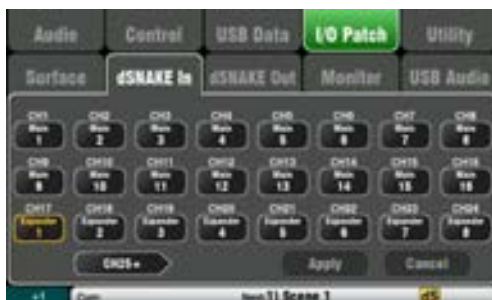 Audio Control USB Data I/O Patch Utility
Surface dSNAKE In dSNAKE Out Monitor USB Audio
CH1 CH2 CH3 CH4 CH5 CH6 CH7 CH8
Main Main Main Main Main Main Main Main
1 2 3 4 5 6 7 8
CH9 CH10 CH11 CH12 CH13 CH14 CH15 CH16
Main Main Main Main Main Main Main Main
9 10 11 12 13 14 15 16
CH17 CH18 CH19 CH20 CH21 CH22 CH23 CH24
Expander Expander Expander Expander Expander Expander Expander Expander
1 2 3 4 5 6 7 8
CH25+ Apply Cancel
Scene 1 dS